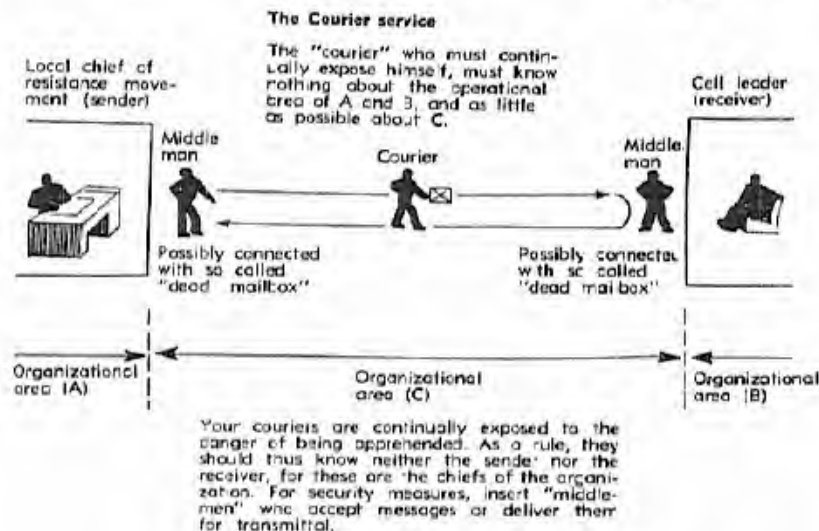 The Courier service
The "courier" who must contin-
ually expose himself, must know
nothing about the operational
area of A and B, and as little
as possible about C.
Local chief of
resistance move-
ment (sender)
Cell leader
(receiver)
Middle
man
Courier
Middle
man
Possibly connected
with so called
"dead mailbox"
Possibly connected
with so called
"dead mailbox"
Organizational
area (A)
Organizational
area (C)
Organizational
area (B)
Your couriers are continually exposed to the
danger of being apprehended. As a rule, they
should thus know neither the sender nor the
receiver, for these are the chiefs of the organi-
zation. For security measures, insert "middle-
men" who accept messages or deliver them
for transmittal.